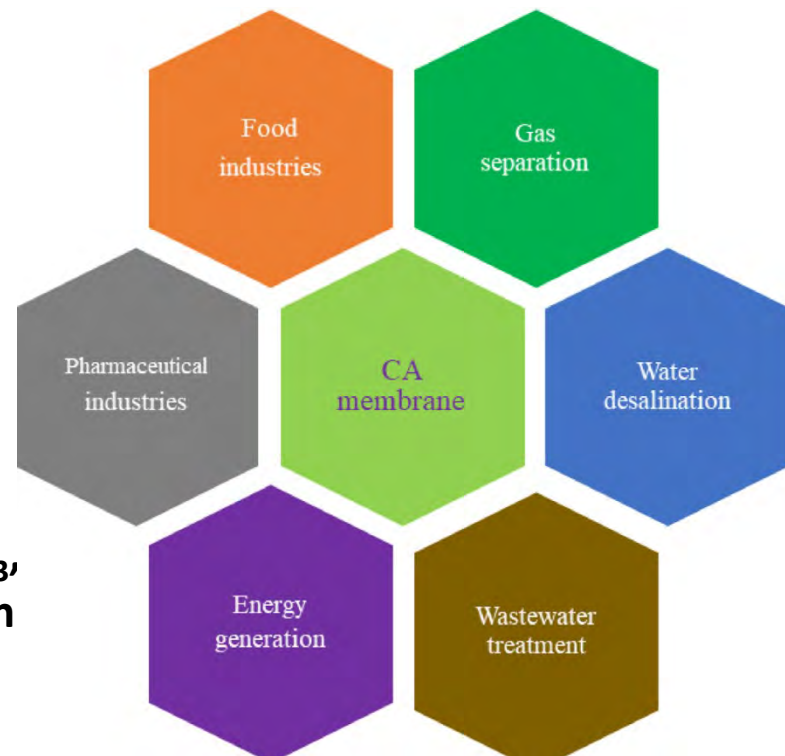 Food
industries
Gas
separation
Pharmaceutical
industries
CA
membrane
Water
desalination
Energy
generation
Wastewater
treatment